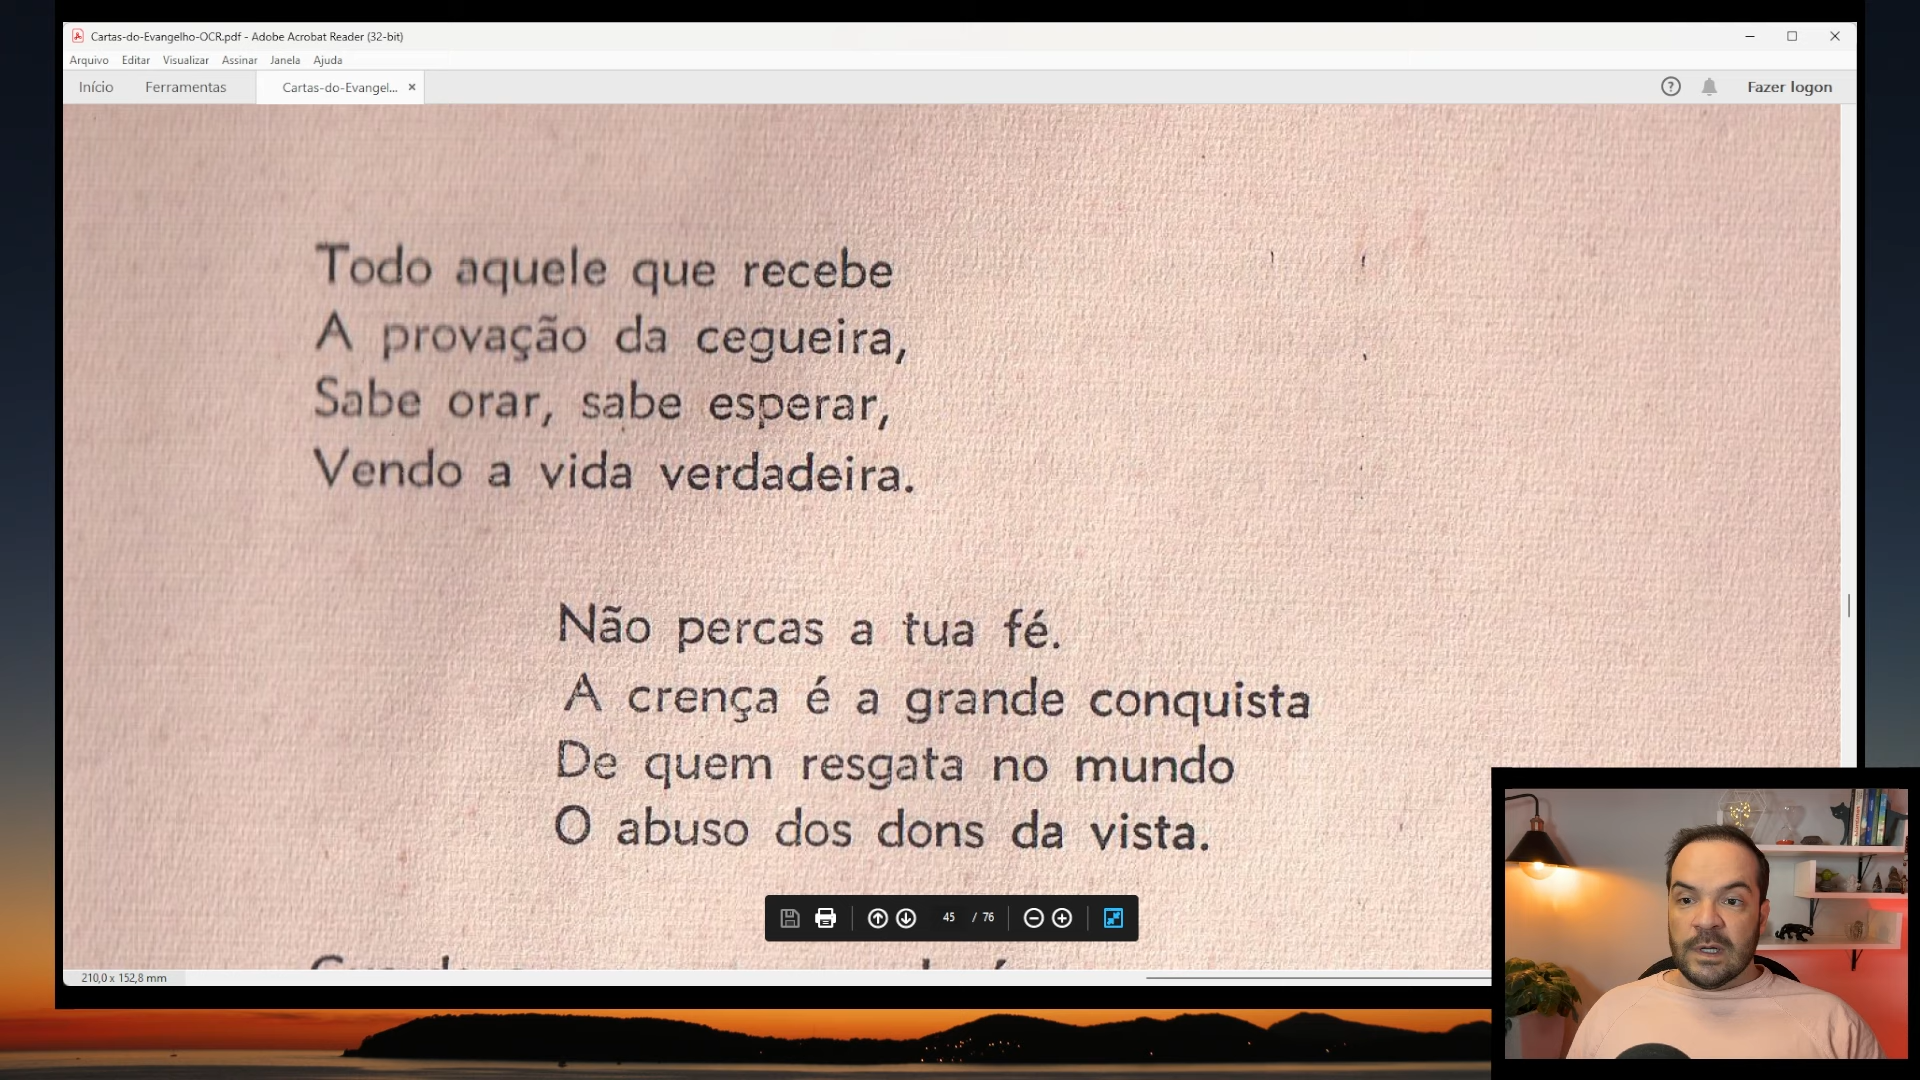 Cartas-do-Evangelho-OCR.pdf - Adobe Acrobat Reader (32-bit)
Arquivo Editar Visualizar Assinar Janela Ajuda
Início Ferramentas Cartas-do-Evangel... Fazer logon
Todo aquele que recebe
A provação da cegueira,
Sabe orar, sabe esperar,
Vendo a vida verdadeira.
Não percas a tua fé.
A crença é a grande conquista
De quem resgata no mundo
O abuso dos dons da vista.
45 / 76
210,0 x 152,8 mm